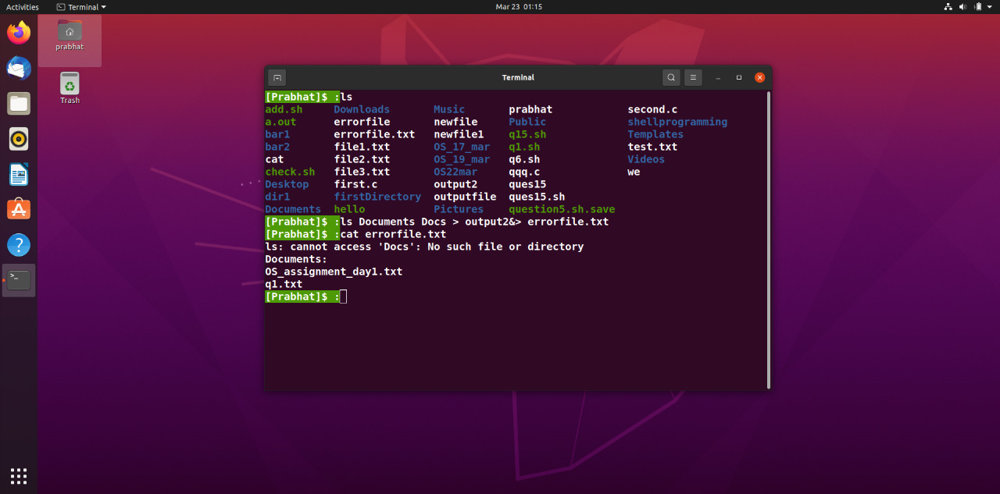 Activities Terminal Mar 23 01:15
prabhat
Trash
Terminal
[Prabhat]$ :ls
add.sh Downloads Music prabhat second.c
a.out errorfile newfile Public shellprogramming
bar1 errorfile.txt newfile1 q15.sh Templates
bar2 file1.txt OS_17_mar q1.sh test.txt
cat file2.txt OS_19_mar q6.sh Videos
check.sh file3.txt OS22mar qqq.c we
Desktop first.c output2 ques15
dir1 firstDirectory outputfile ques15.sh
Documents hello Pictures question5.sh.save
[Prabhat]$ :ls Documents Docs > output2&> errorfile.txt
[Prabhat]$ :cat errorfile.txt
ls: cannot access 'Docs': No such file or directory
Documents:
OS_assignment_day1.txt
q1.txt
[Prabhat]$ :